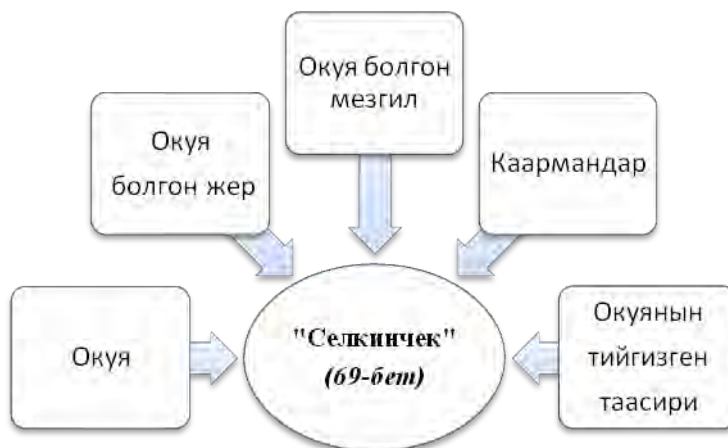 Окуя болгон
мезгил
Окуя
болгон жер
Каармандар
Окуя
"Селкинчек"
(69-бет)
Окуянын
тийгизген
таасири